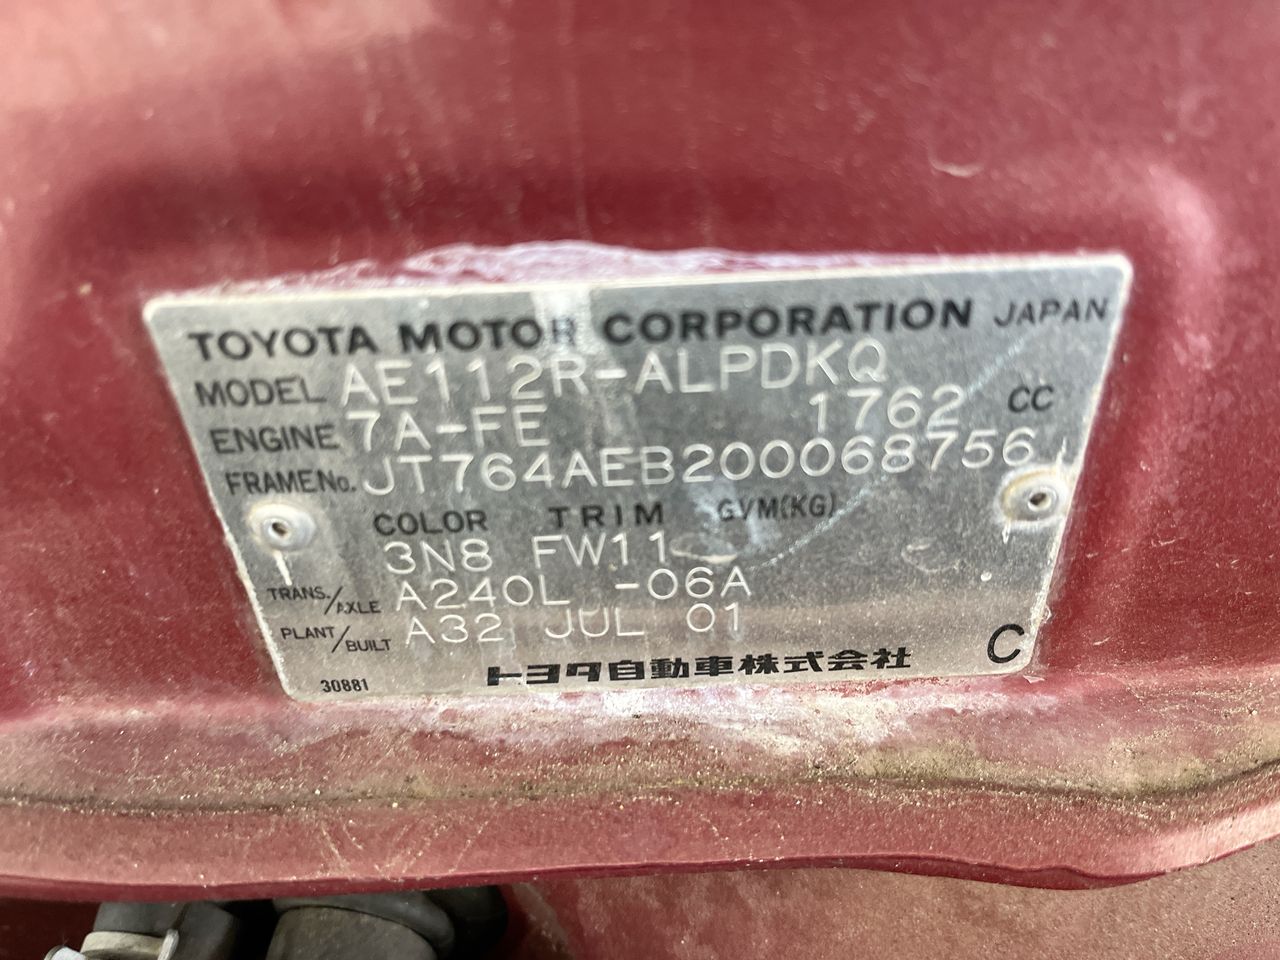 TOYOTA MOTOR CORPORATION JAPAN
MODEL AE112R-ALPDKQ
ENGINE 7A-FE 1762 CC
FRAME No. JT764AEB200068756
COLOR TRIM GVM(KG)
3N8 FW11
TRANS./AXLE A240L -06A
PLANT/BUILT A32 JUL 01
30881 トヨタ自動車株式会社 C